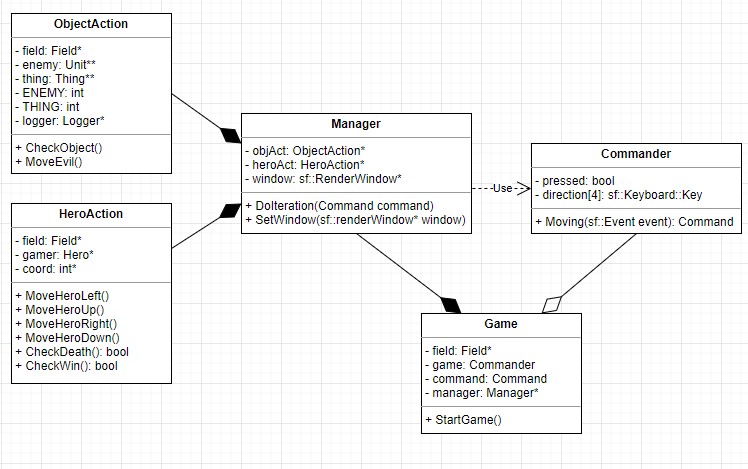 ObjectAction
- field: Field*
- enemy: Unit**
- thing: Thing**
- ENEMY: int
- THING: int
- logger: Logger*
+ CheckObject()
+ MoveEvil()
Manager
- objAct: ObjectAction*
- heroAct: HeroAction*
- window: sf::RenderWindow*
+ DoIteration(Command command)
+ SetWindow(sf::renderWindow* window)
Use
Commander
- pressed: bool
- direction[4]: sf::Keyboard::Key
+ Moving(sf::Event event): Command
HeroAction
- field: Field*
- gamer: Hero*
- coord: int*
+ MoveHeroLeft()
+ MoveHeroUp()
+ MoveHeroRight()
+ MoveHeroDown()
+ CheckDeath(): bool
+ CheckWin(): bool
Game
- field: Field*
- game: Commander
- command: Command
- manager: Manager*
+ StartGame()